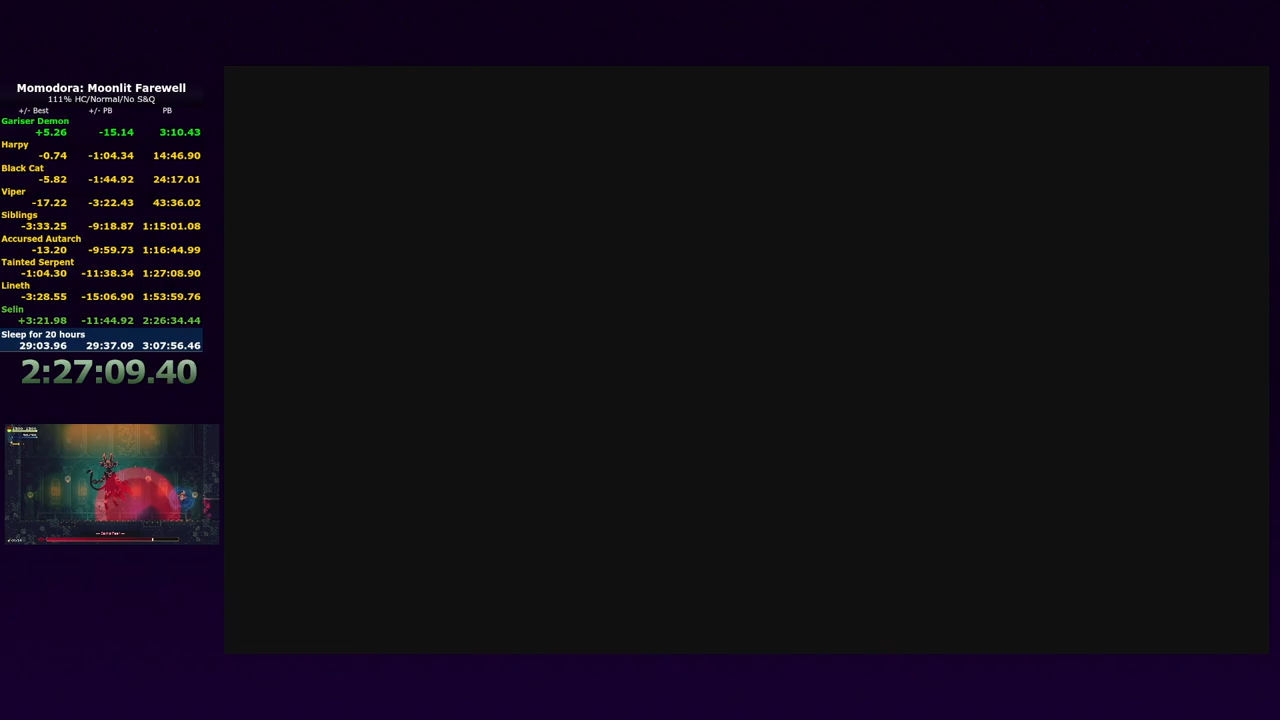 Momodora: Moonlit Farewell
111% HC/Normal/No S&Q
+/- Best +/- PB PB
Gariser Demon
+5.26 -15.14 3:10.43
Harpy
-0.74 -1:04.34 14:46.90
Black Cat
-5.82 -1:44.92 24:17.01
Viper
-17.22 -3:22.43 43:36.02
Siblings
-3:33.25 -9:18.87 1:15:01.08
Accursed Autarch
-13.20 -9:59.73 1:16:44.99
Tainted Serpent
-1:04.30 -11:38.34 1:27:08.90
Lineth
-3:28.55 -15:06.90 1:53:59.76
Selin
+3:21.98 -11:44.92 2:26:34.44
Sleep for 20 hours
29:03.96 29:37.09 3:07:56.46
2:27:09.40